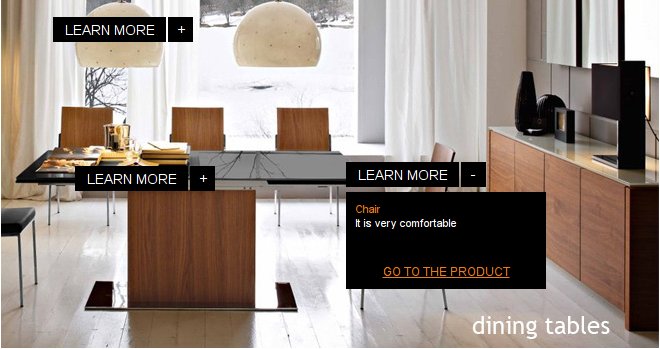 LEARN MORE +
LEARN MORE +
LEARN MORE -
Chair
It is very comfortable
GO TO THE PRODUCT
dining tables